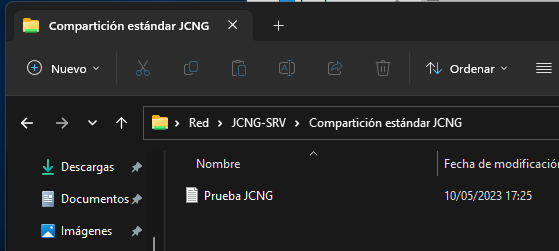 Compartición estándar JCNG
Nuevo
Ordenar
Red > JCNG-SRV > Compartición estándar JCNG
Descargas
Documentos
Imágenes
Nombre
Fecha de modificació
Prueba JCNG
10/05/2023 17:25